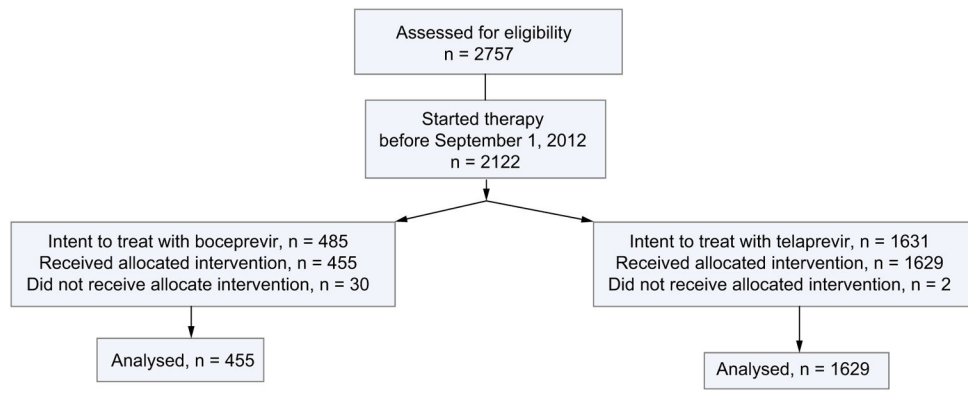 Assessed for eligibility
n = 2757
Started therapy
before September 1, 2012
n = 2122
Intent to treat with boceprevir, n = 485
Received allocated intervention, n = 455
Did not receive allocate intervention, n = 30
Intent to treat with telaprevir, n = 1631
Received allocated intervention, n = 1629
Did not receive allocated intervention, n = 2
Analysed, n = 455
Analysed, n = 1629